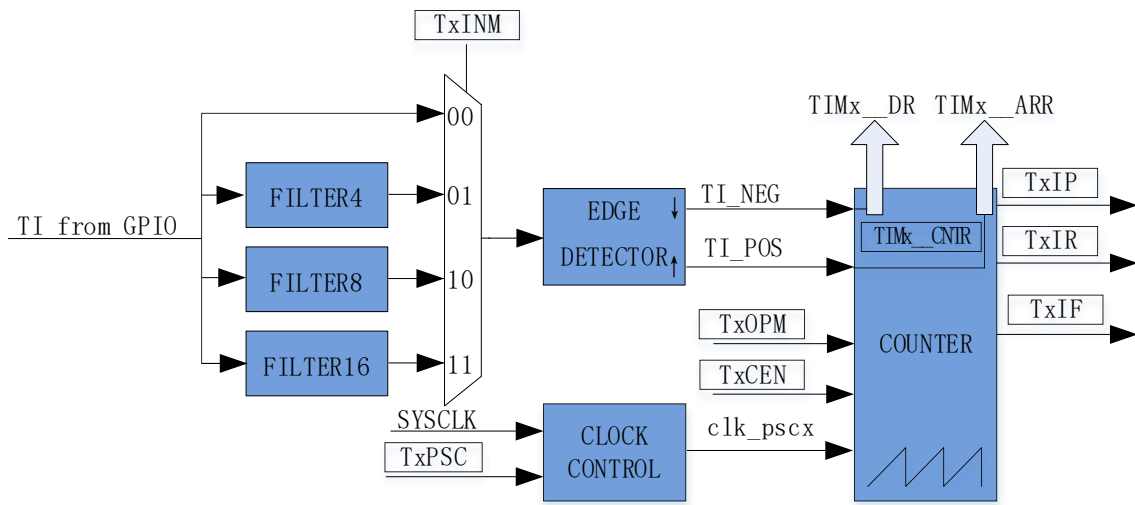 TxINM
TIMx__DR
TIMx__ARR
00
FILTER4
01
TI from GPIO
EDGE ↓
DETECTOR ↑
TI_NEG
TI_POS
TIMx__CNTR
TxIP
TxIR
TxIF
FILTER8
10
FILTER16
11
TxOPM
TxCEN
COUNTER
SYSCLK
TxPSC
CLOCK
CONTROL
clk_pscx